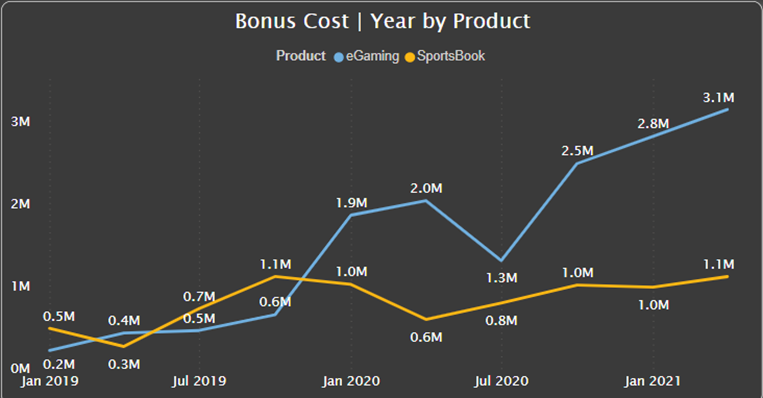 Bonus Cost | Year by Product
Product eGaming SportsBook
3.1M
3M
2.8M
2.5M
2M
1.9M
2.0M
1.3M
1M
1.1M
1.0M
1.0M
1.1M
0.7M
0.6M
1.0M
0.5M
0.4M
0.5M
0.8M
0.6M
0.2M
0.3M
0M
Jan 2019 Jul 2019 Jan 2020 Jul 2020 Jan 2021